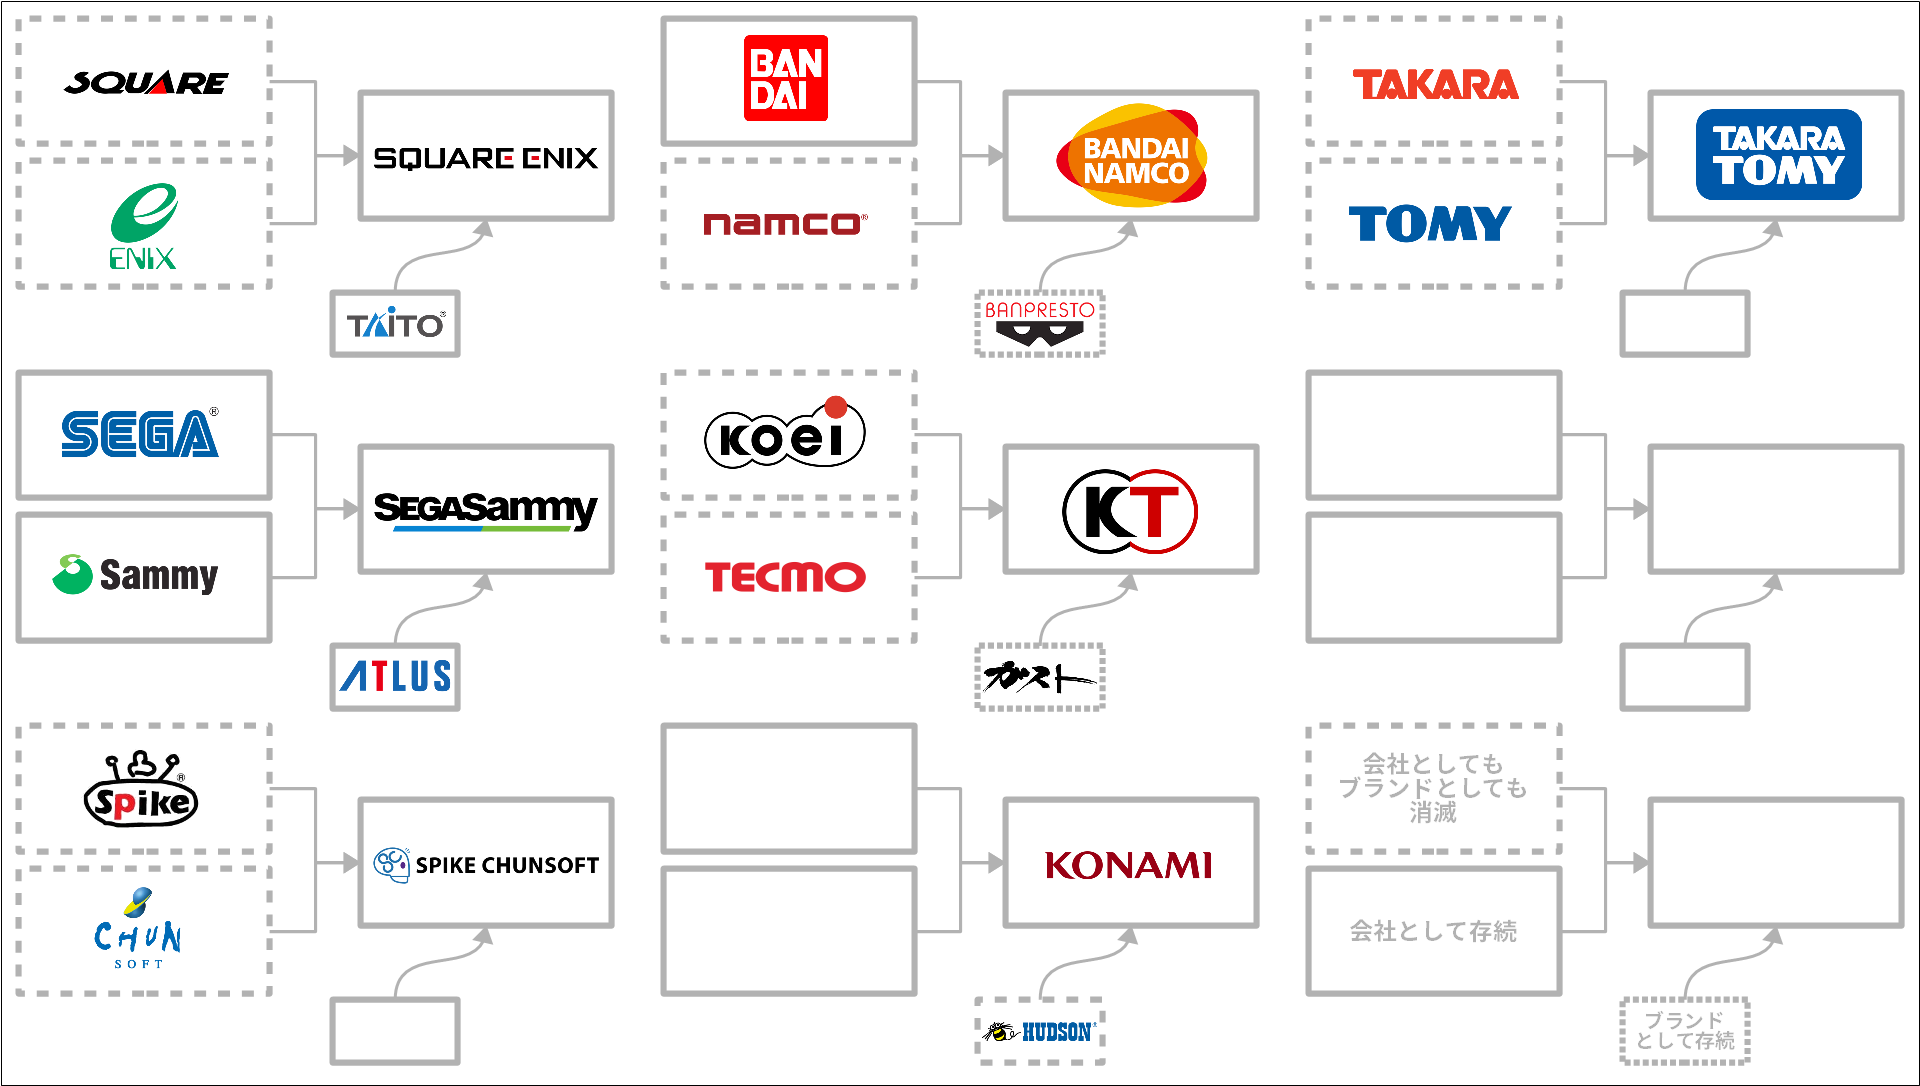 SQUARE
ENIX
SQUARE ENIX
TAITO®
BAN
DAI
namco®
BANDAI
NAMCO
BANPRESTO
TAKARA
TOMY
TAKARA
TOMY
SEGA®
Sammy
SEGASammy
ATLUS
KOEI
TECMO
KT
ガスト
Spike®
CHUN
SOFT
SPIKE CHUNSOFT
KONAMI
HUDSON®
会社としても
ブランドとしても
消滅
会社として存続
ブランド
として存続